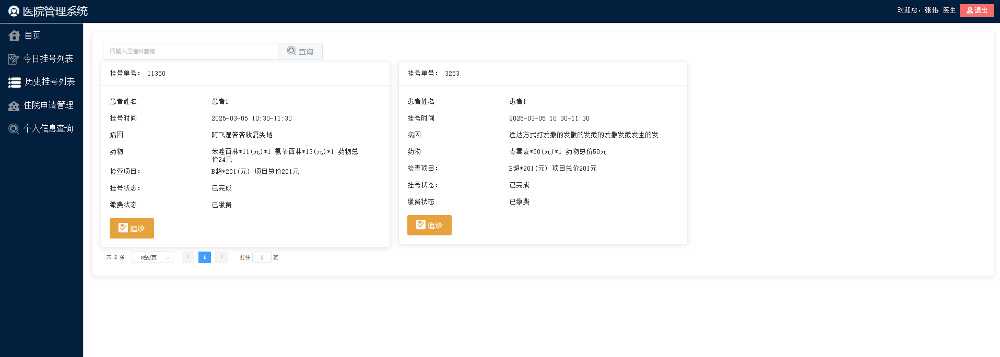 医院管理系统
欢迎您，张伟 医生 退出
首页
今日挂号列表
历史挂号列表
住院申请管理
个人信息查询
请输入患者id查询 查询
挂号单号： 11350
患者姓名 患者1
挂号时间 2025-03-05 10:30-11:30
病因 阿飞湿答答收复失地
药物 苯唑西林*11(元)*1 氨苄西林*13(元)*1 药物总
价24元
检查项目： B超*201(元) 项目总价201元
挂号状态： 已完成
缴费状态 已缴费
追诊
挂号单号： 3253
患者姓名 患者1
挂号时间 2025-03-05 10:30-11:30
病因 送达方式打发撒的发撒的发撒的发撒发撒发生的发
药物 青霉素*50(元)*1 药物总价50元
检查项目： B超*201(元) 项目总价201元
挂号状态： 已完成
缴费状态 已缴费
追诊
共 2 条 8条/页 1 前往 1 页